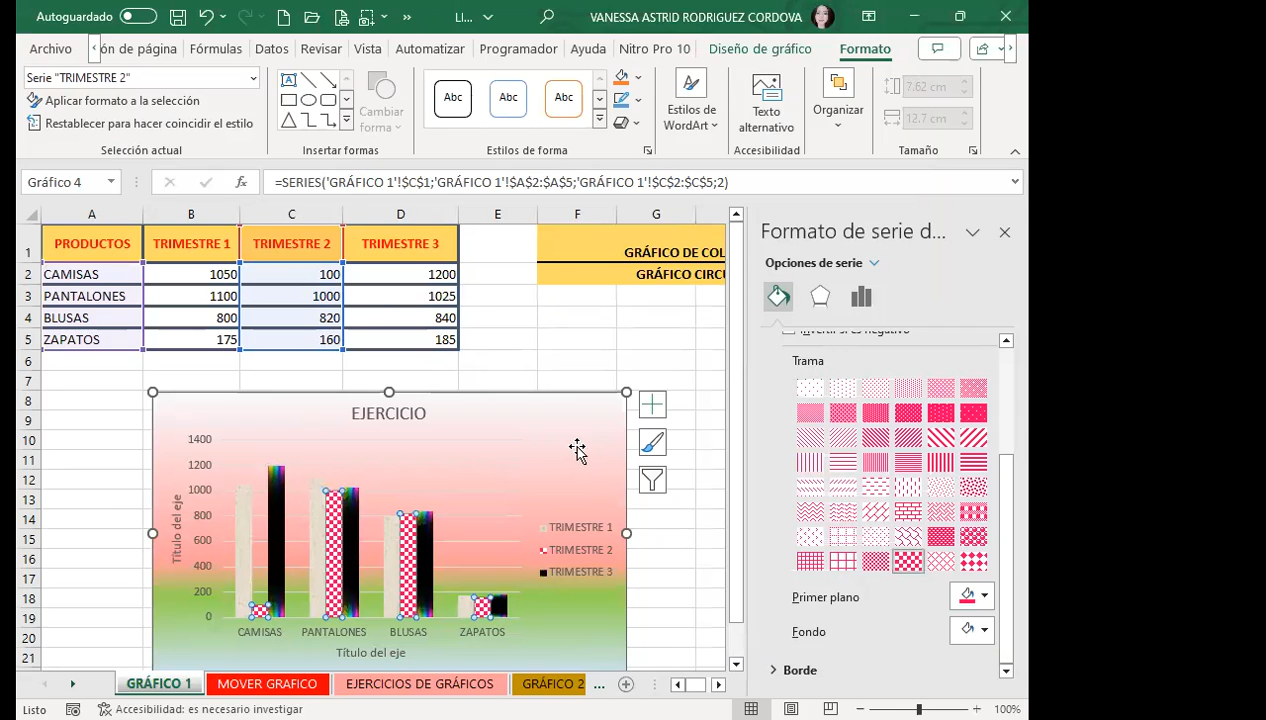 Autoguardado
LI...
VANESSA ASTRID RODRIGUEZ CORDOVA
Archivo
ón de página
Fórmulas
Datos
Revisar
Vista
Automatizar
Programador
Ayuda
Nitro Pro 10
Diseño de gráfico
Formato
Serie "TRIMESTRE 2"
Aplicar formato a la selección
Restablecer para hacer coincidir el estilo
Selección actual
Cambiar
forma
Insertar formas
Abc
Abc
Abc
Estilos de forma
Estilos de
WordArt
Texto
alternativo
Accesibilidad
Organizar
7.62 cm
12.7 cm
Tamaño
Gráfico 4
fx
=SERIES('GRÁFICO 1'!$C$1;'GRÁFICO 1'!$A$2:$A$5;'GRÁFICO 1'!$C$2:$C$5;2)
A B C D E F G
1 PRODUCTOS TRIMESTRE 1 TRIMESTRE 2 TRIMESTRE 3 GRÁFICO DE COL
2 CAMISAS 1050 100 1200 GRÁFICO CIRCU
3 PANTALONES 1100 1000 1025
4 BLUSAS 800 820 840
5 ZAPATOS 175 160 185
6
7
8
9
10
11
12
13
14
15
16
17
18
19
20
21
EJERCICIO
1400
1200
1000
800
600
400
200
0
Título del eje
CAMISAS PANTALONES BLUSAS ZAPATOS
Título del eje
TRIMESTRE 1
TRIMESTRE 2
TRIMESTRE 3
Formato de serie d...
Opciones de serie
Invertir si es negativo
Trama
Primer plano
Fondo
Borde
GRÁFICO 1
MOVER GRAFICO
EJERCICIOS DE GRÁFICOS
GRÁFICO 2
...
Listo
Accesibilidad: es necesario investigar
100%